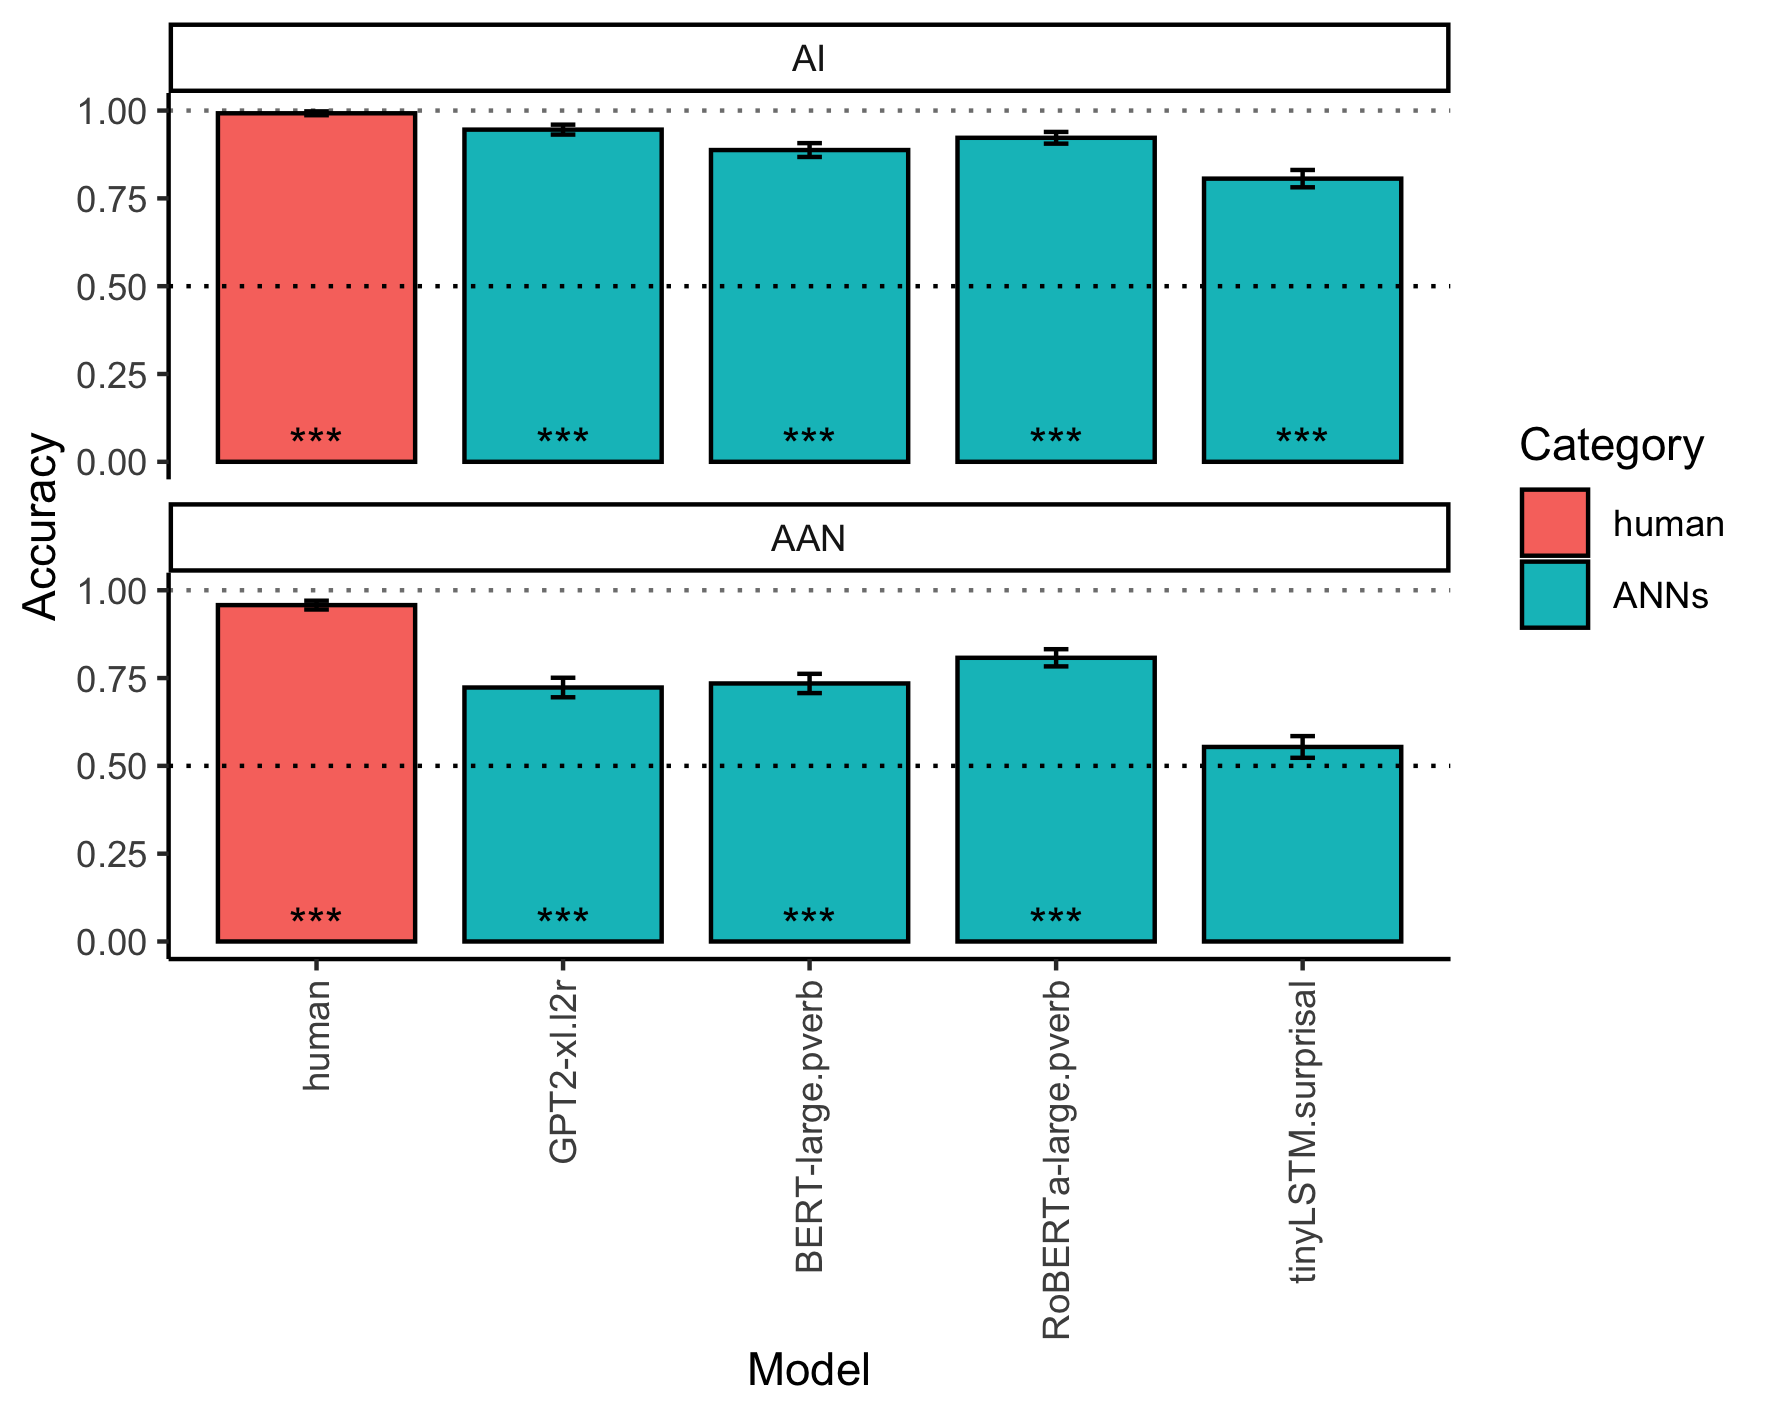 AI
1.00
0.75
0.50
0.25
0.00
*** *** *** *** ***
AAN
1.00
0.75
0.50
0.25
0.00
*** *** *** ***
Accuracy
human
GPT2-xl.l2r
BERT-large.pverb
RoBERTa-large.pverb
tinyLSTM.surprisal
Model
Category
human
ANNs